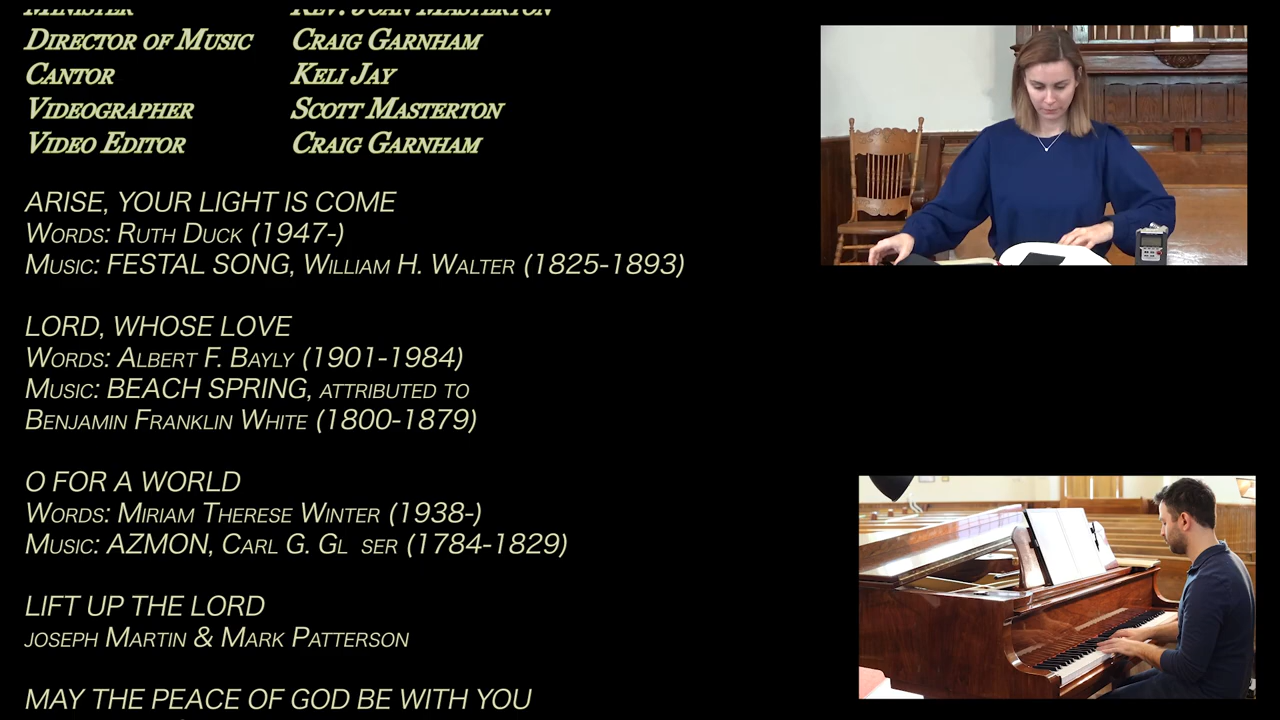 Minister Rev. Joan Masterton
Director of Music Craig Garnham
Cantor Keli Jay
Videographer Scott Masterton
Video Editor Craig Garnham
ARISE, YOUR LIGHT IS COME
Words: Ruth Duck (1947-)
Music: FESTAL SONG, William H. Walter (1825-1893)
LORD, WHOSE LOVE
Words: Albert F. Bayly (1901-1984)
Music: BEACH SPRING, attributed to
Benjamin Franklin White (1800-1879)
O FOR A WORLD
Words: Miriam Therese Winter (1938-)
Music: AZMON, Carl G. Gl ser (1784-1829)
LIFT UP THE LORD
joseph Martin & Mark Patterson
MAY THE PEACE OF GOD BE WITH YOU